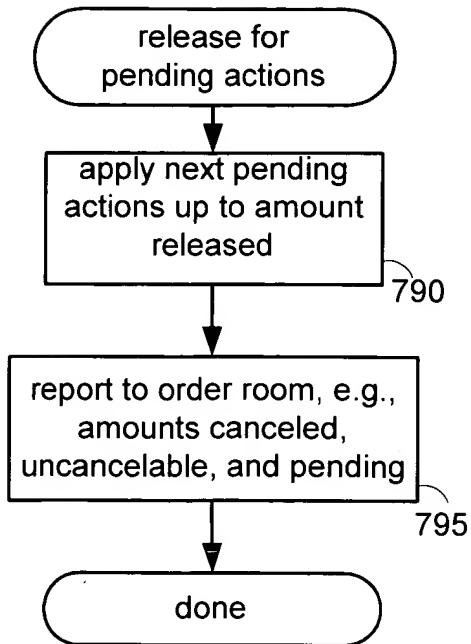 release for
pending actions
apply next pending
actions up to amount
released
790
report to order room, e.g.,
amounts canceled,
uncancelable, and pending
795
done